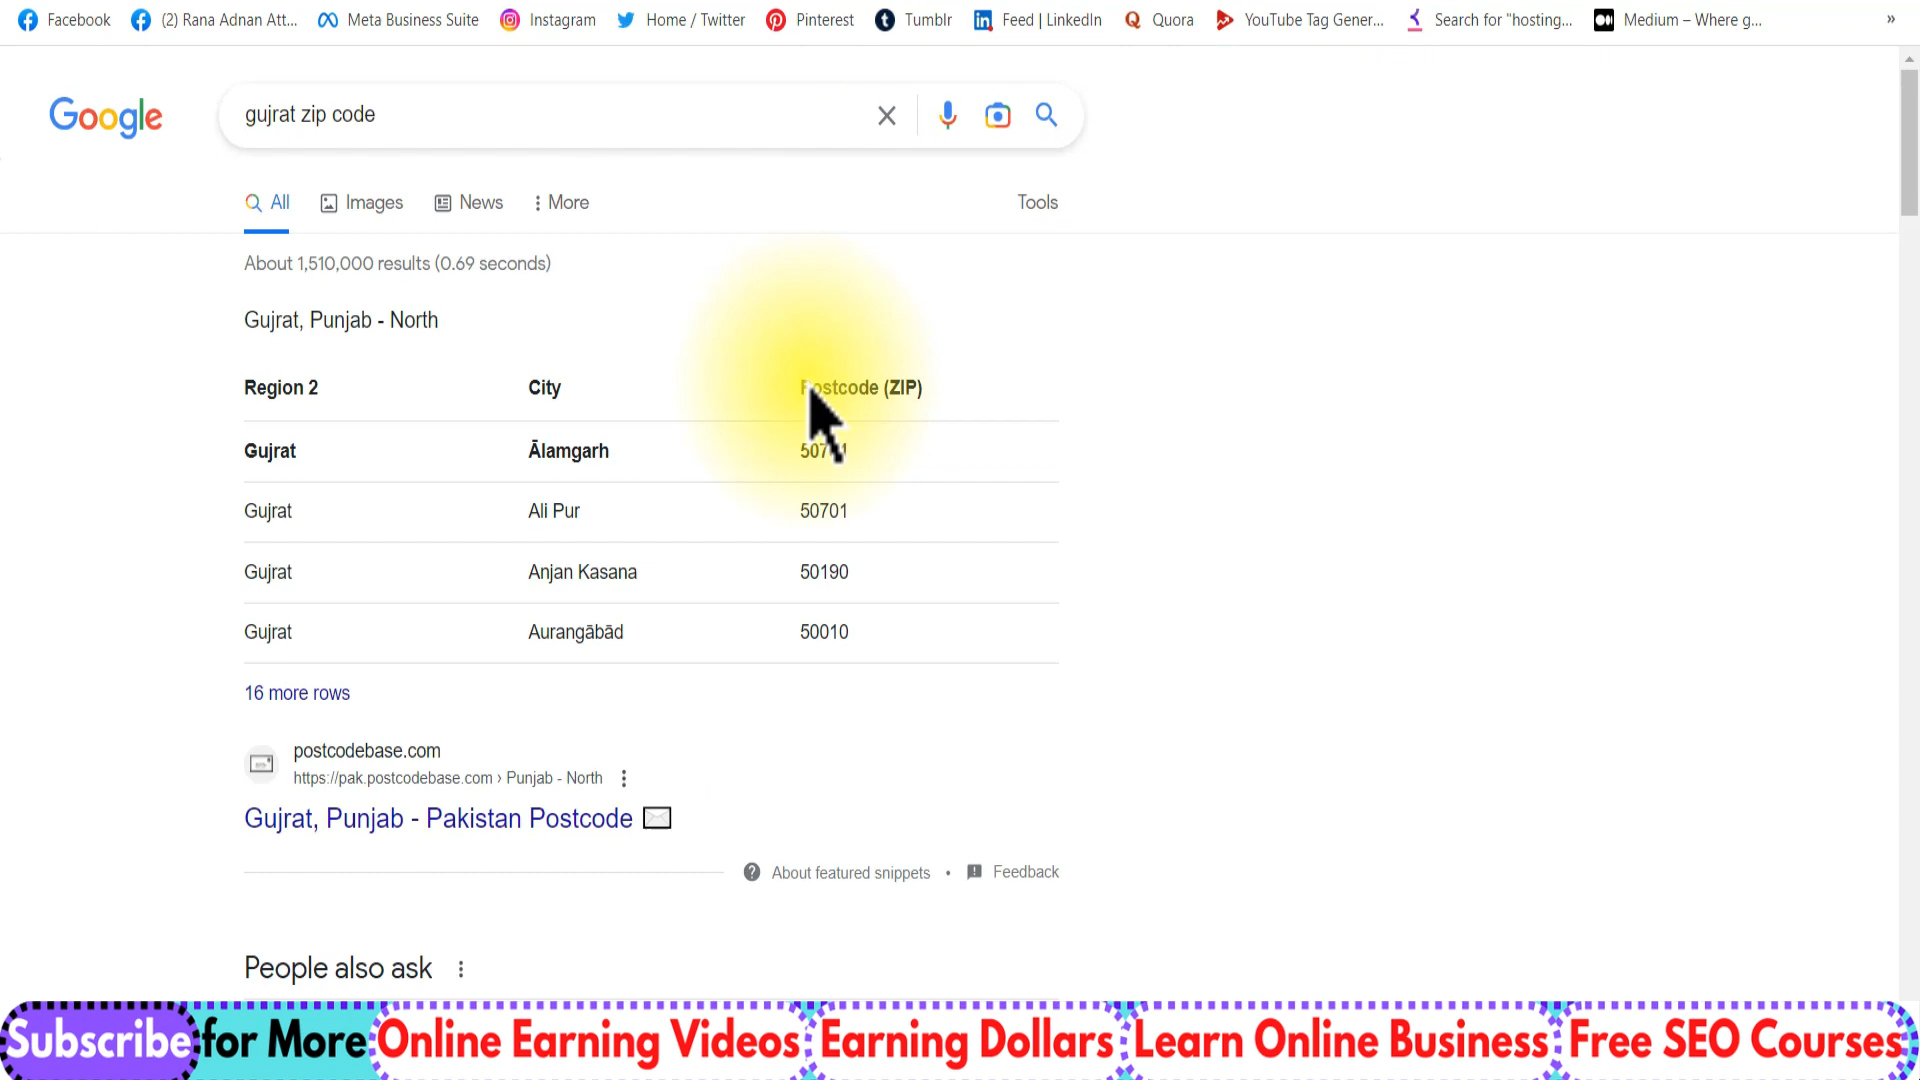 Facebook (2) Rana Adnan Att... Meta Business Suite Instagram Home / Twitter Pinterest Tumblr Feed | LinkedIn Quora YouTube Tag Gener... Search for "hosting... Medium – Where g... »
Google gujrat zip code
All Images News More Tools
About 1,510,000 results (0.69 seconds)
Gujrat, Punjab - North
Region 2 City Postcode (ZIP)
Gujrat Ālamgarh
Gujrat Ali Pur 50701
Gujrat Anjan Kasana 50190
Gujrat Aurangābād 50010
16 more rows
postcodebase.com
https://pak.postcodebase.com › Punjab - North
Gujrat, Punjab - Pakistan Postcode
About featured snippets • Feedback
People also ask
Subscribe for More Online Earning Videos Earning Dollars Learn Online Business Free SEO Courses